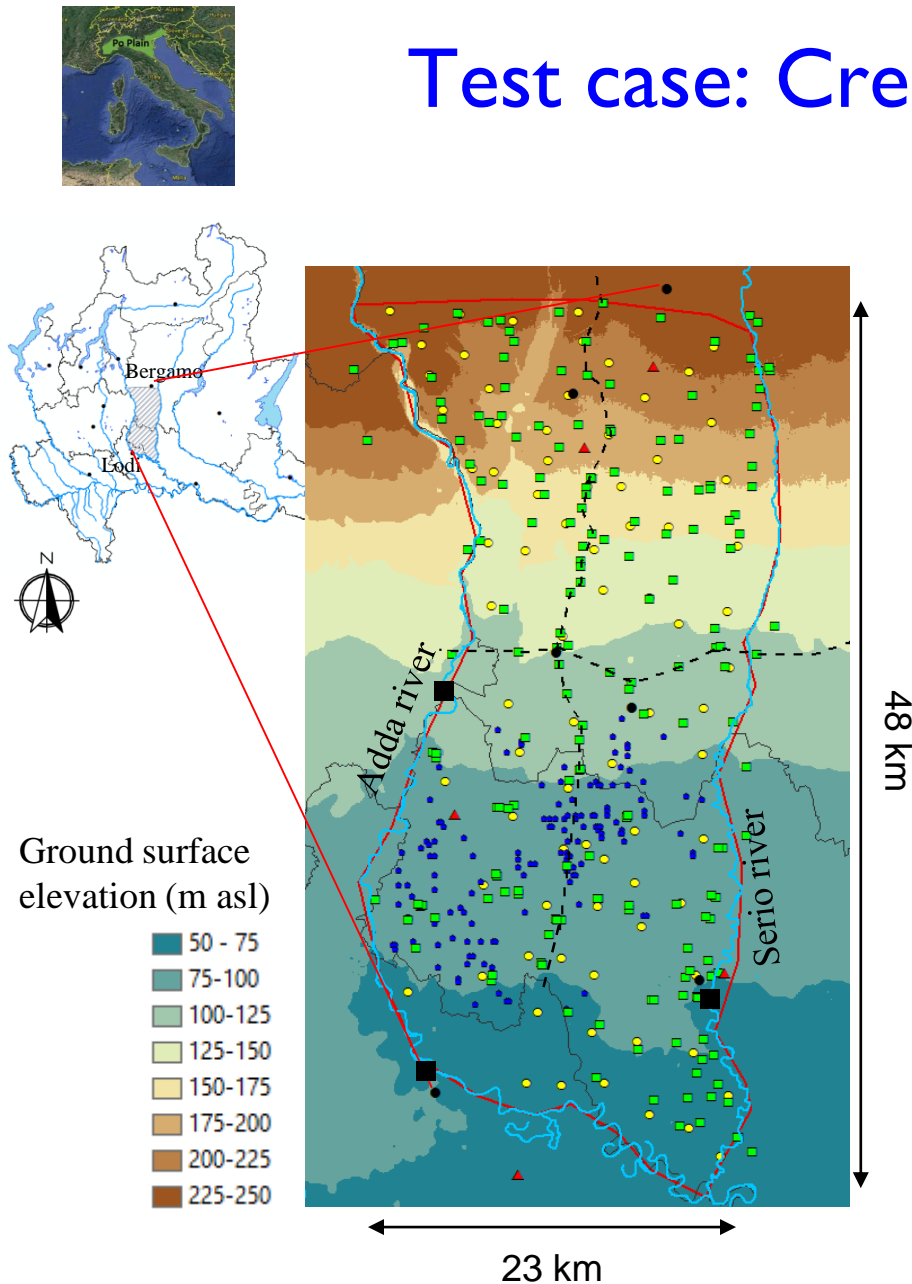 Po Plain
Test case: Cre
Bergamo
Lodi
N
Adda river
Serio river
48 km
23 km
Ground surface
elevation (m asl)
50 - 75
75-100
100-125
125-150
150-175
175-200
200-225
225-250